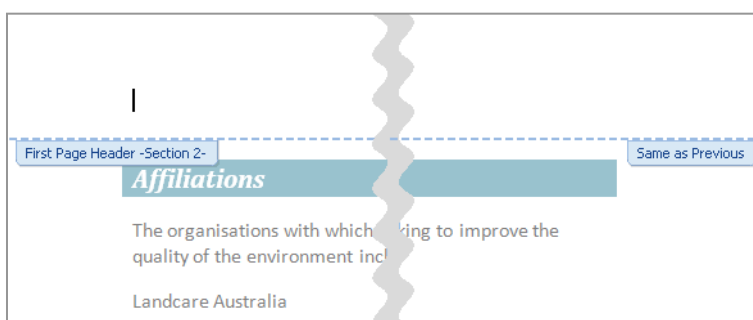 First Page Header -Section 2-
Same as Previous
Affiliations
The organisations with which king to improve the
quality of the environment incl
Landcare Australia